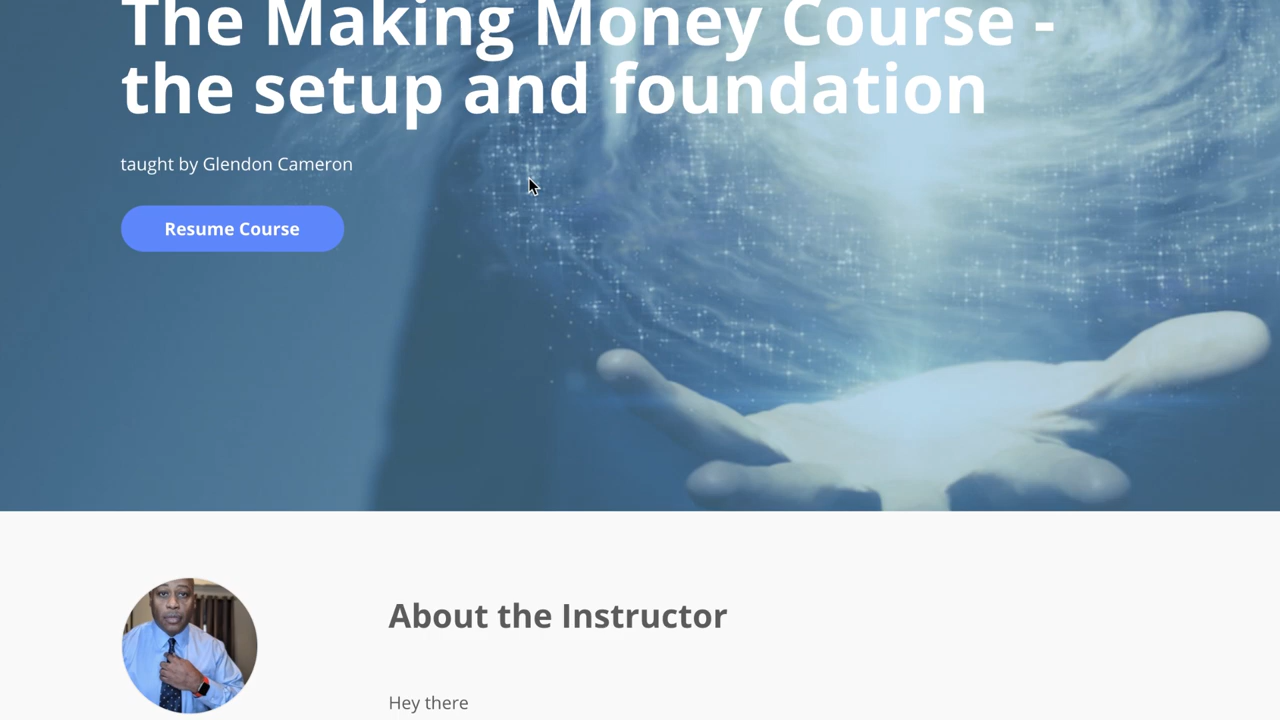 The Making Money Course -
the setup and foundation
taught by Glendon Cameron
Resume Course
About the Instructor
Hey there